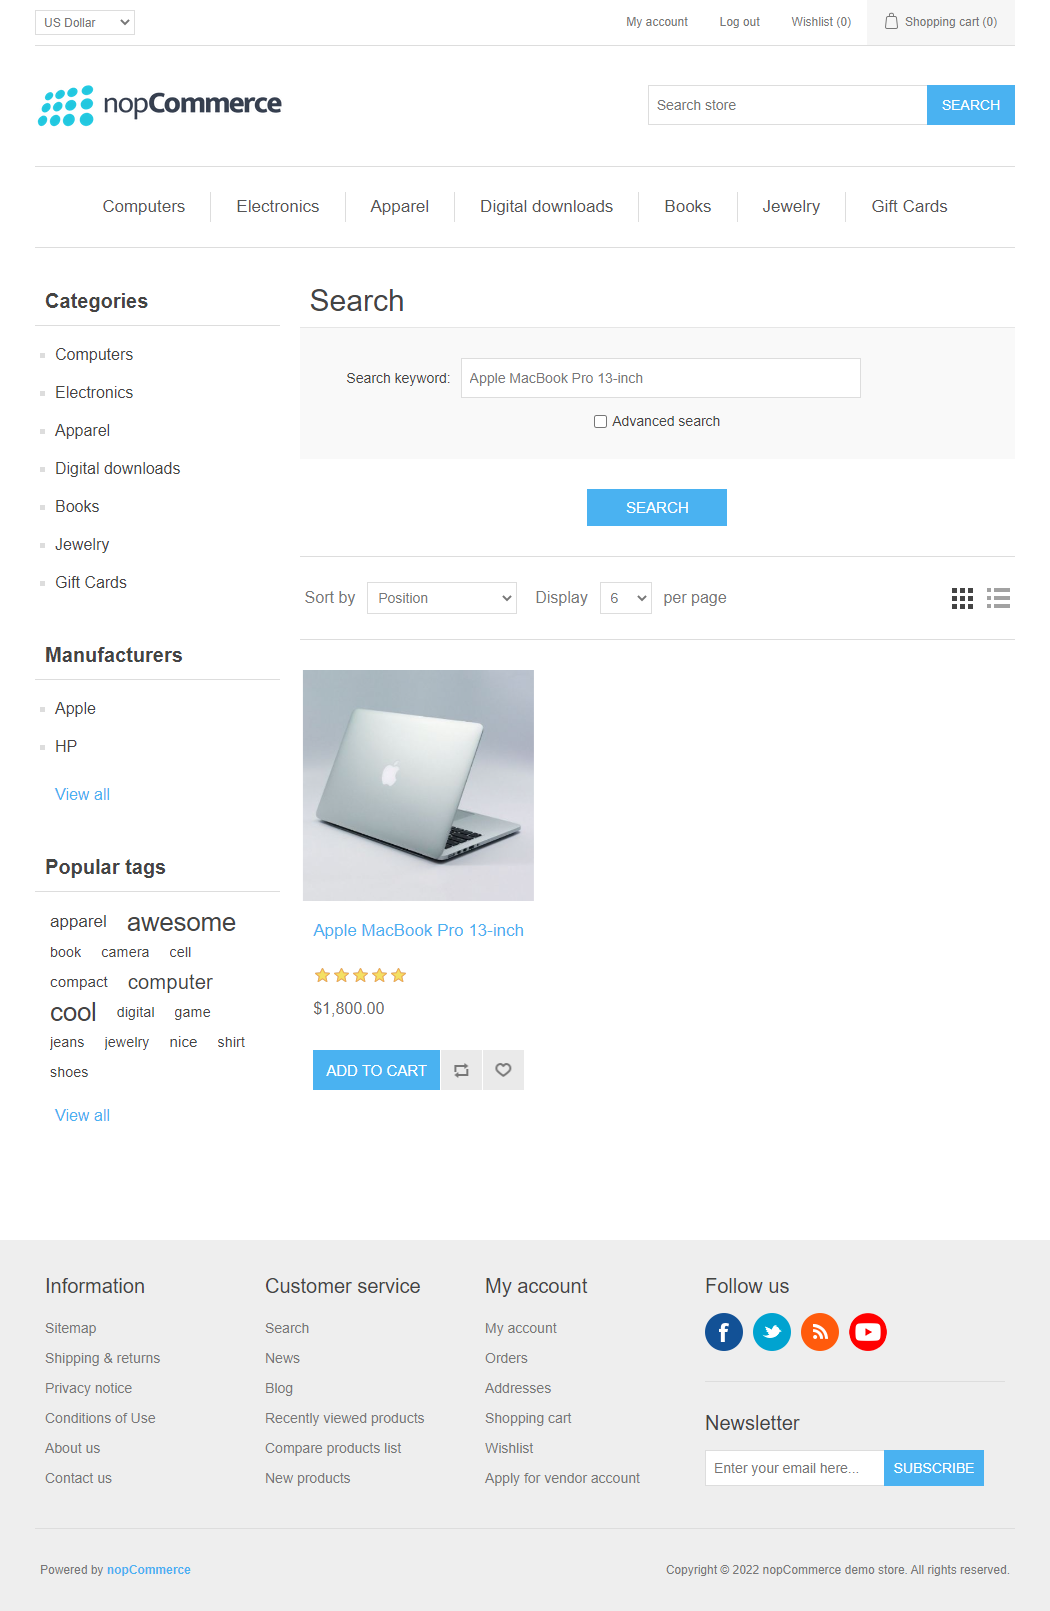 US Dollar
My account
Log out
Wishlist (0)
Shopping cart (0)
nopCommerce
Search store
SEARCH
Computers
Electronics
Apparel
Digital downloads
Books
Jewelry
Gift Cards
Categories
Computers
Electronics
Apparel
Digital downloads
Books
Jewelry
Gift Cards
Manufacturers
Apple
HP
View all
Popular tags
apparel awesome
book camera cell
compact computer
cool digital game
jeans jewelry nice shirt
shoes
View all
Search
Search keyword: Apple MacBook Pro 13-inch
Advanced search
SEARCH
Sort by Position Display 6 per page
Apple MacBook Pro 13-inch
$1,800.00
ADD TO CART
Information
Sitemap
Shipping & returns
Privacy notice
Conditions of Use
About us
Contact us
Customer service
Search
News
Blog
Recently viewed products
Compare products list
New products
My account
My account
Orders
Addresses
Shopping cart
Wishlist
Apply for vendor account
Follow us
Newsletter
Enter your email here...
SUBSCRIBE
Powered by nopCommerce
Copyright © 2022 nopCommerce demo store. All rights reserved.